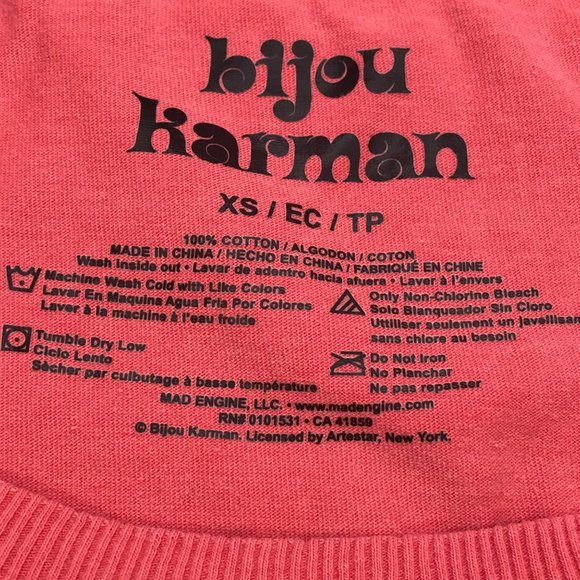 bijou
karman
XS / EC / TP
100% COTTON / ALGODON / COTON
MADE IN CHINA / HECHO EN CHINA / FABRIQUÉ EN CHINE
Wash Inside out • Lavar de adentro hacia afuera • Laver à l'envers
Machine Wash Cold with Like Colors
Lavar En Maquina Agua Fria Por Colores
Laver à la machine à l'eau froide
Only Non-Chlorine Bleach
Solo Blanqueador Sin Cloro
Utiliser seulement un javellisan
sans chlore au besoin
Tumble Dry Low
Ciclo Lento
Sècher par culbutage à basse température
Do Not Iron
No Planchar
Ne pas repasser
MAD ENGINE, LLC. • www.madengine.com
RN# 0101531 • CA 41859
© Bijou Karman. Licensed by Artestar, New York.